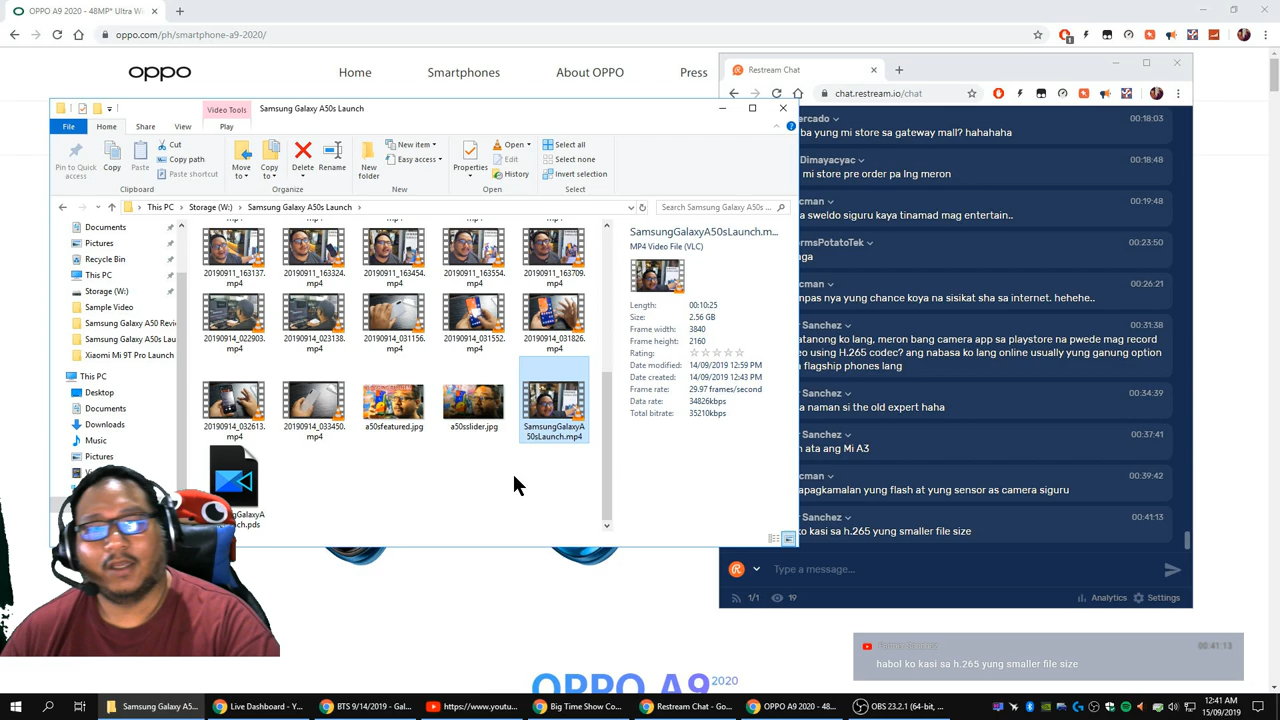 OPPO A9 2020 - 48MP* Ultra Wi
oppo.com/ph/smartphone-a9-2020/
oppo
Home
Smartphones
About OPPO
Press
Video Tools
Samsung Galaxy A50s Launch
File
Home
Share
View
Play
Pin to Quick access
Copy
Paste
Cut
Copy path
Paste shortcut
Clipboard
Move to
Copy to
Delete
Rename
Organize
New folder
New item
Easy access
New
Properties
Open
Edit
History
Open
Select all
Select none
Invert selection
Select
This PC
Storage (W:)
Samsung Galaxy A50s Launch
Search Samsung Galaxy A50s ...
Documents
Pictures
Recycle Bin
This PC
Storage (W:)
Sample Video
Samsung Galaxy A50 Revi
Samsung Galaxy A50s Lau
Xiaomi Mi 9T Pro Launch
This PC
Desktop
Documents
Downloads
Music
Pictures
20190911_163137.mp4
20190911_163324.mp4
20190911_163454.mp4
20190911_163554.mp4
20190911_163709.mp4
20190914_022903.mp4
20190914_023138.mp4
20190914_031156.mp4
20190914_031552.mp4
20190914_031826.mp4
20190914_032613.mp4
20190914_033450.mp4
a50sfeatured.jpg
a50sslider.jpg
SamsungGalaxyA50sLaunch.mp4
ngGalaxyA
unch.pds
SamsungGalaxyA50sLaunch.m...
MP4 Video File (VLC)
Length: 00:10:25
Size: 2.56 GB
Frame width: 3840
Frame height: 2160
Rating:
Date modified: 14/09/2019 12:59 PM
Date created: 14/09/2019 12:43 PM
Frame rate: 29.97 frames/second
Data rate: 34826kbps
Total bitrate: 35210kbps
Restream Chat
chat.restream.io/chat
ercado 00:18:03
ba yung mi store sa gateway mall? hahahaha
Dimayacyac 00:18:48
mi store pre order pa lng meron
cman 00:19:48
a sweldo siguru kaya tinamad mag entertain..
ormsPotatoTek 00:23:50
aga
cman 00:26:21
mpas nya yung chance koya na sisikat sha sa internet. hehehe..
Sanchez 00:31:38
atanong ko lang, meron bang camera app sa playstore na pwede mag record
eo using H.265 codec? ang nabasa ko lang online usually yung ganung option
flagship phones lang
Sanchez 00:34:39
a naman si the old expert haha
Sanchez 00:37:41
n ata ang Mi A3
cman 00:39:42
apagkamalan yung flash at yung sensor as camera siguru
Sanchez 00:41:13
ko kasi sa h.265 yung smaller file size
Type a message...
1/1
19
Analytics
Settings
00:41:13
habol ko kasi sa h.265 yung smaller file size
OPPO A9 2020
Samsung Galaxy A5...
Live Dashboard - Y...
BTS 9/14/2019 - Gal...
https://www.youtu...
Big Time Show Co...
Restream Chat - Go...
OPPO A9 2020 - 48...
OBS 23.2.1 (64-bit, ...
12:41 AM
15/09/2019